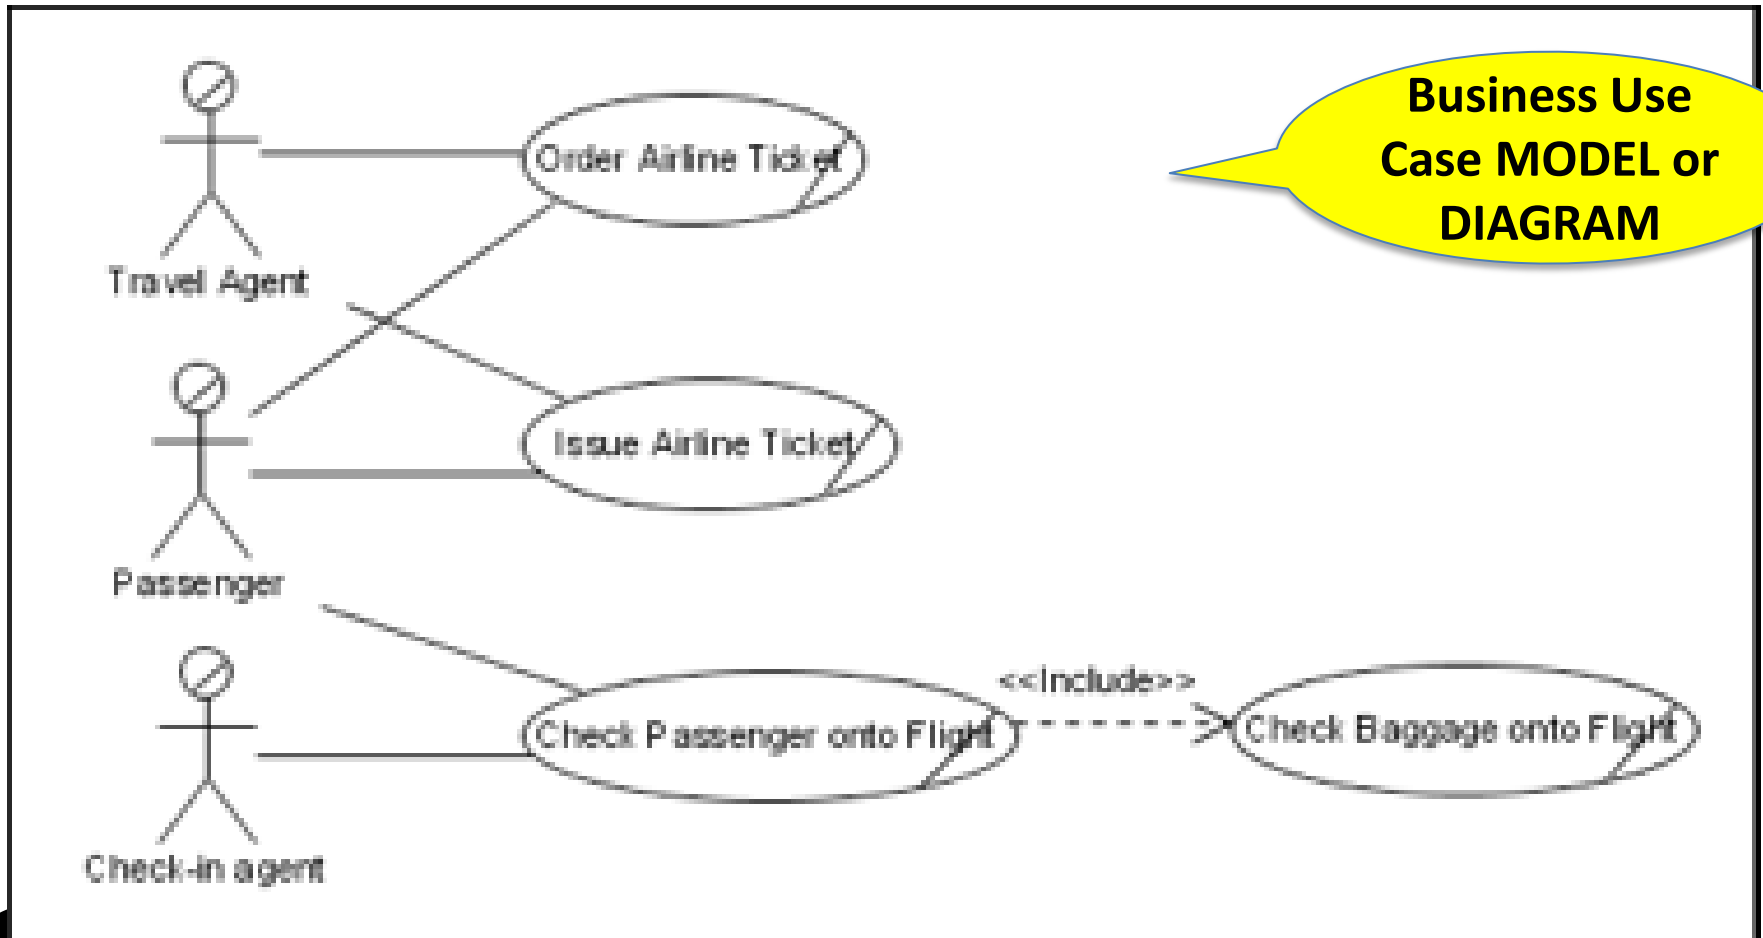 Business Use
Case MODEL or
DIAGRAM
Order Airline Ticket
Travel Agent
Issue Airline Ticket
Passenger
<<Include>>
Check Passenger onto Flight
Check Baggage onto Flight
Check-in agent